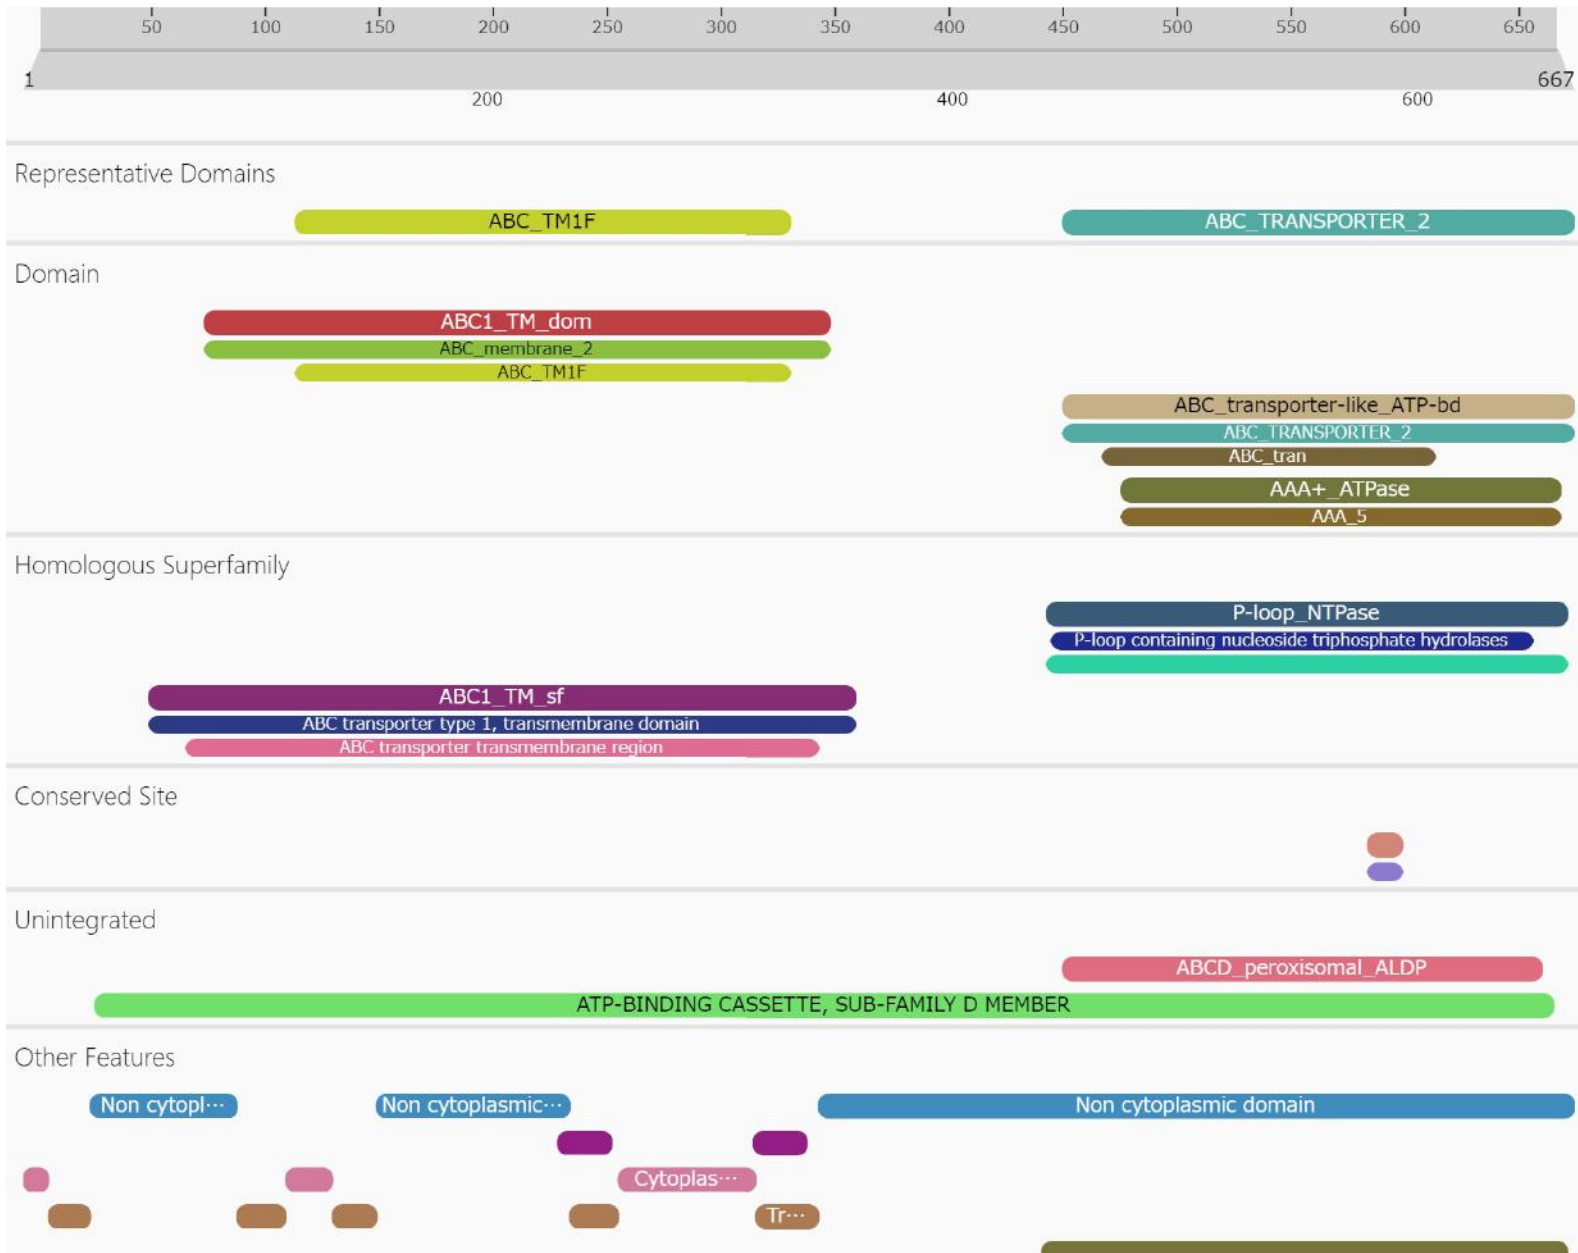 50 100 150 200 250 300 350 400 450 500 550 600 650
1 667
200 400 600
Representative Domains
ABC_TM1F ABC_TRANSPORTER_2
Domain
ABC1_TM_dom
ABC_membrane_2
ABC_TM1F
ABC_transporter-like_ATP-bd
ABC_TRANSPORTER_2
ABC_tran
AAA+_ATPase
AAA_5
Homologous Superfamily
P-loop_NTPase
P-loop containing nucleoside triphosphate hydrolases
ABC1_TM_sf
ABC transporter type 1, transmembrane domain
ABC transporter transmembrane region
Conserved Site
Unintegrated
ABCD_peroxisomal_ALDP
ATP-BINDING CASSETTE, SUB-FAMILY D MEMBER
Other Features
Non cytopl··· Non cytoplasmic··· Non cytoplasmic domain
Cytoplas···
Tr···